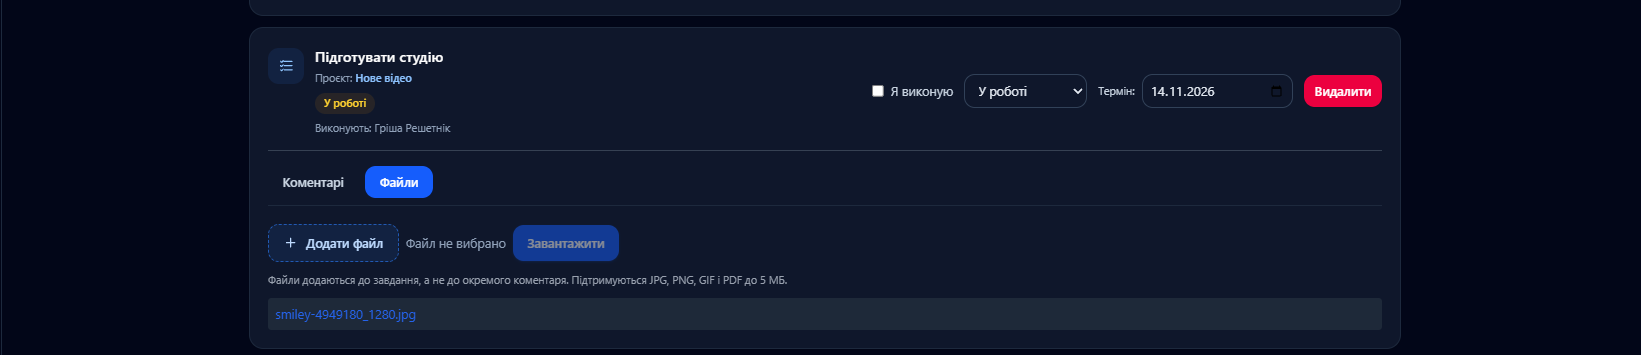 Підготувати студію
Проєкт: Нове відео
У роботі
Виконують: Гріша Решетнік
Я виконую
У роботі
Термін:
14.11.2026
Видалити
Коментарі
Файли
+ Додати файл
Файл не вибрано
Завантажити
Файли додаються до завдання, а не до окремого коментаря. Підтримуються JPG, PNG, GIF і PDF до 5 МБ.
smiley-4949180_1280.jpg